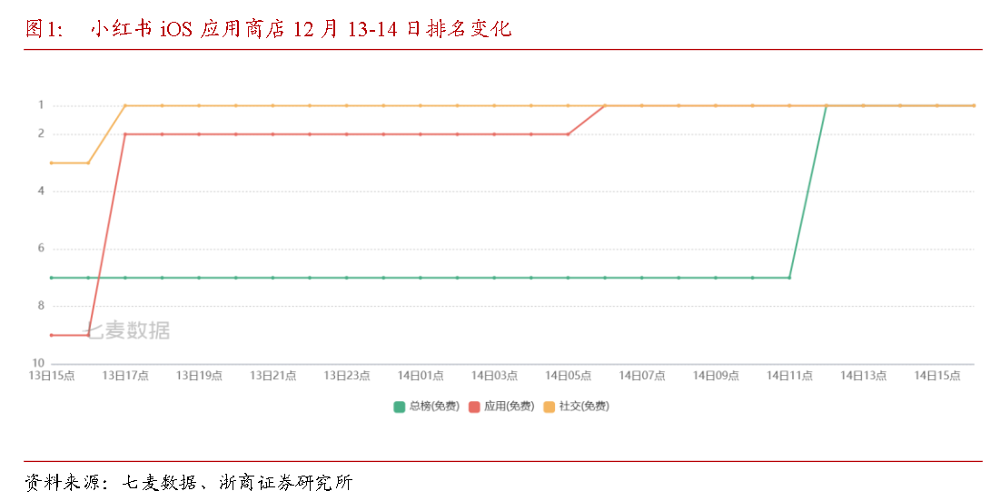 图1： 小红书 iOS 应用商店 12 月 13-14 日排名变化
1
2
4
6
8
10
七麦数据
13日15点 13日17点 13日19点 13日21点 13日23点 14日01点 14日03点 14日05点 14日07点 14日09点 14日11点 14日13点 14日15点
总榜(免费) 应用(免费) 社交(免费)
资料来源：七麦数据、浙商证券研究所